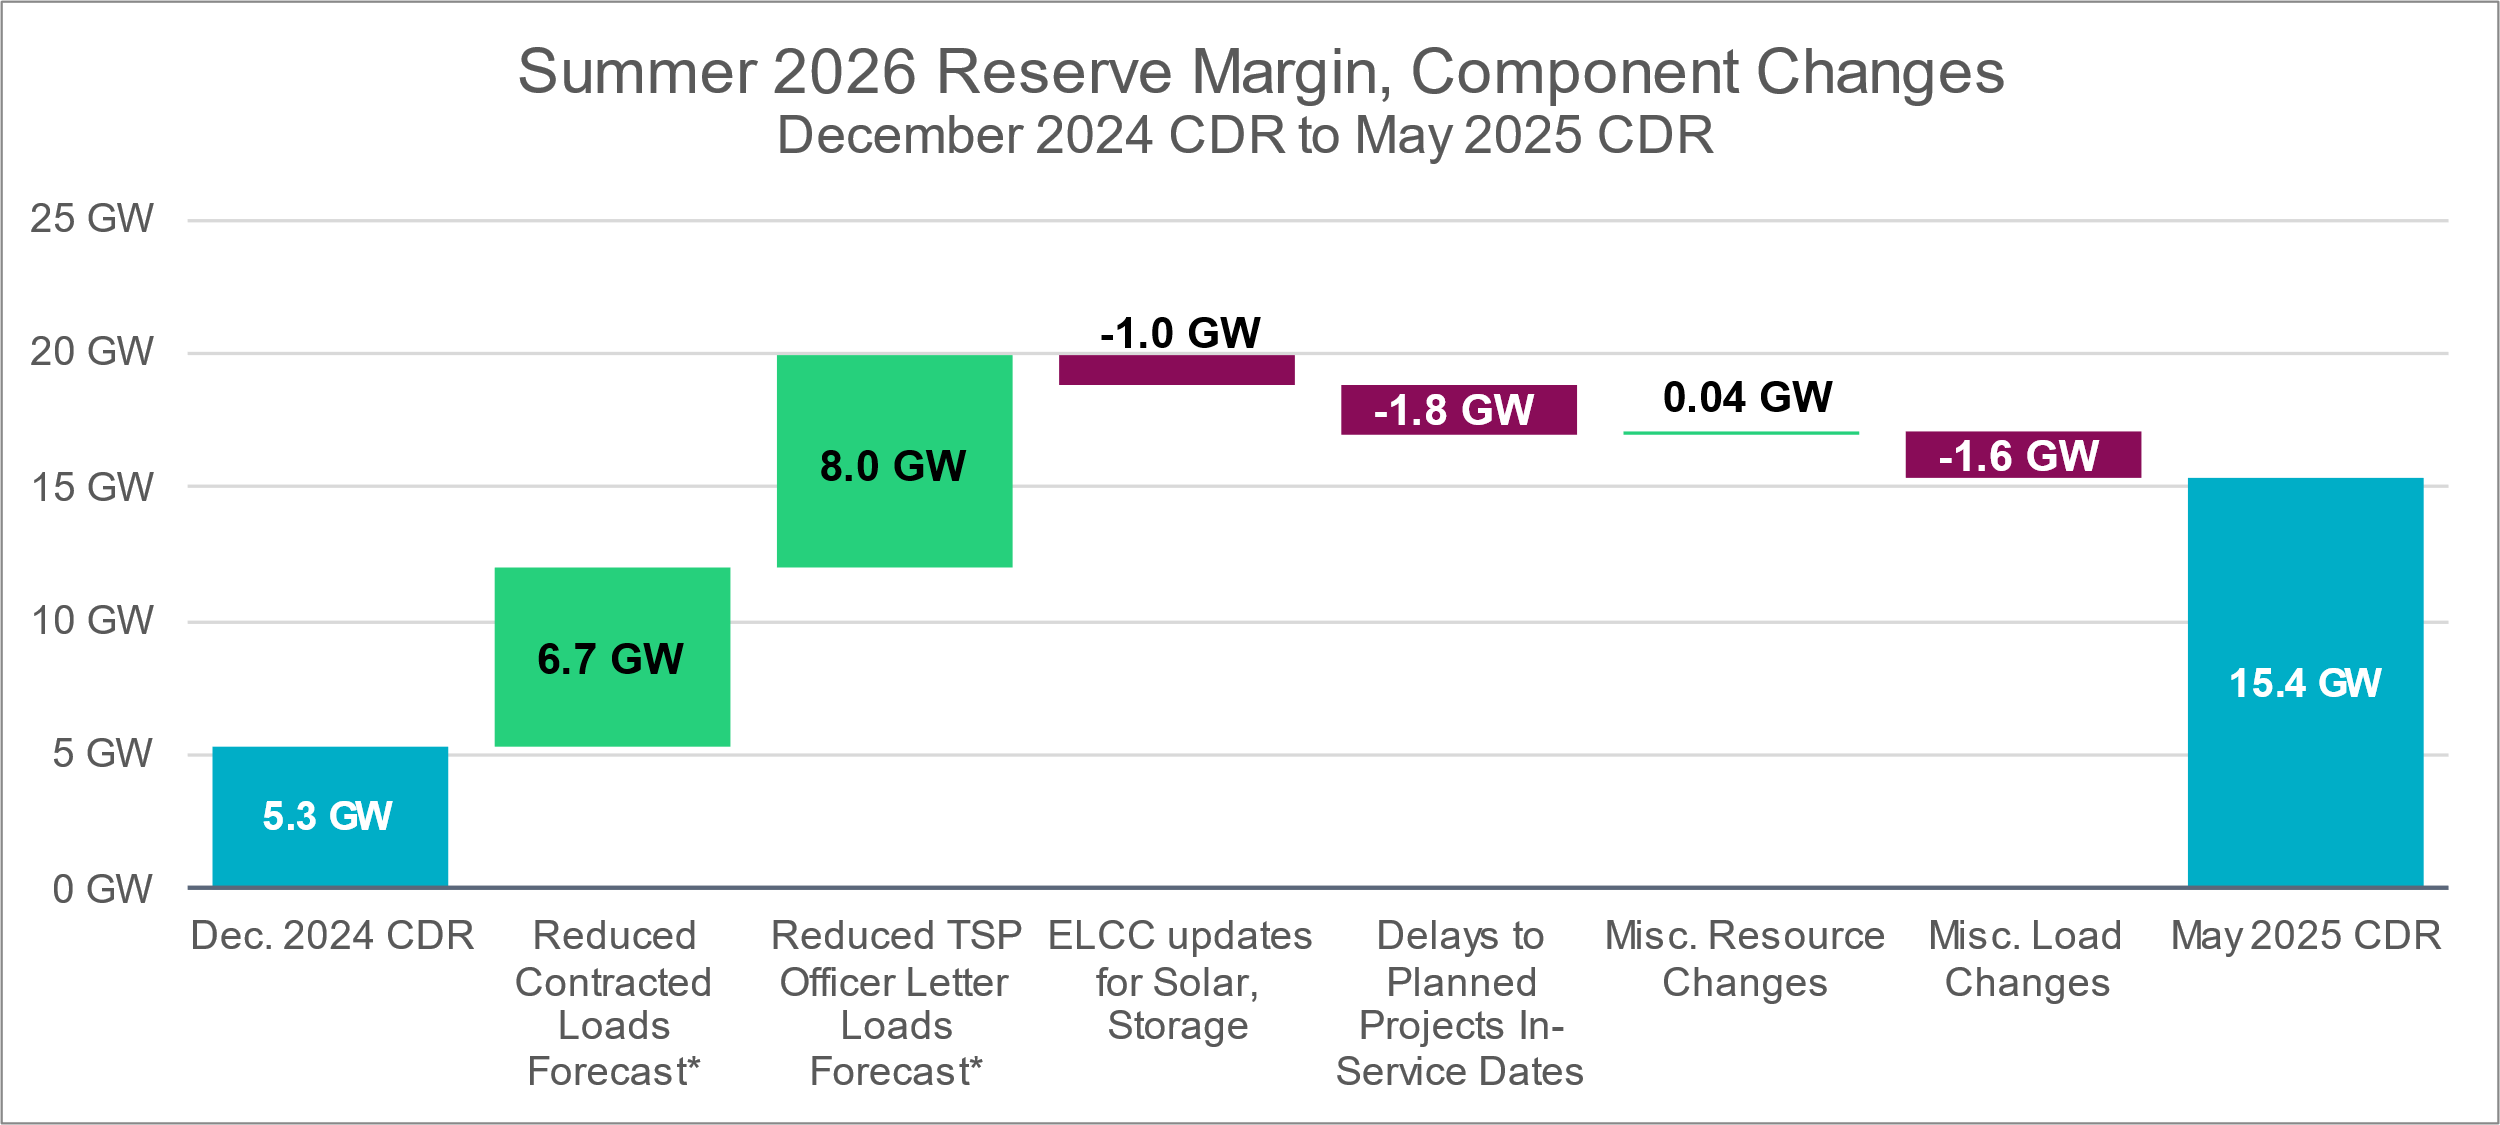 Summer 2026 Reserve Margin, Component Changes
December 2024 CDR to May 2025 CDR
25 GW
20 GW
15 GW
10 GW
5 GW
0 GW
5.3 GW
6.7 GW
8.0 GW
-1.0 GW
-1.8 GW
0.04 GW
-1.6 GW
15.4 GW
Dec. 2024 CDR
Reduced
Contracted
Loads
Forecast*
Reduced TSP
Officer Letter
Loads
Forecast*
ELCC updates
for Solar,
Storage
Delays to
Planned
Projects In-
Service Dates
Misc. Resource
Changes
Misc. Load
Changes
May 2025 CDR